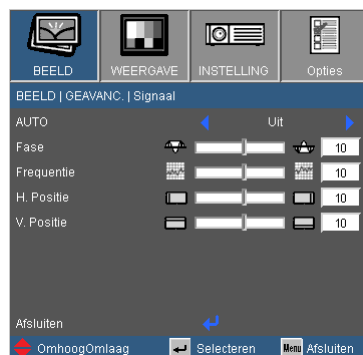 BEELD WEERGAVE INSTELLING Opties
BEELD | GEAVANC. | Signaal
AUTO Uit
Fase 10
Frequentie 10
H. Positie 10
V. Positie 10
Afsluiten
OmhoogOmlaag Selecteren Menu Afsluiten